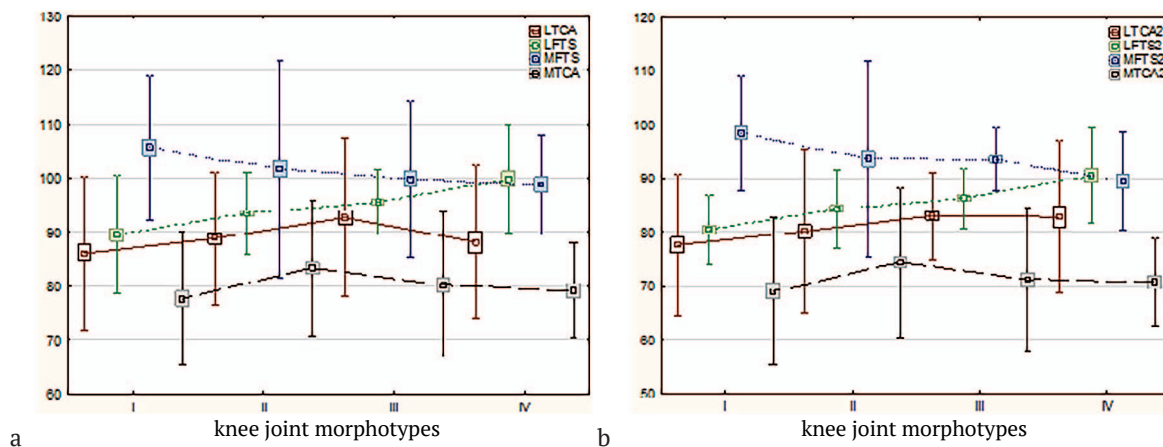 130
120
110
100
90
80
70
60
LTCA
LFTS
MFTS
MTCA
I II III IV
knee joint morphotypes
a
120
110
100
90
80
70
60
50
LTCA2
LFTS2
MFTS2
MTCA2
I II III IV
knee joint morphotypes
b